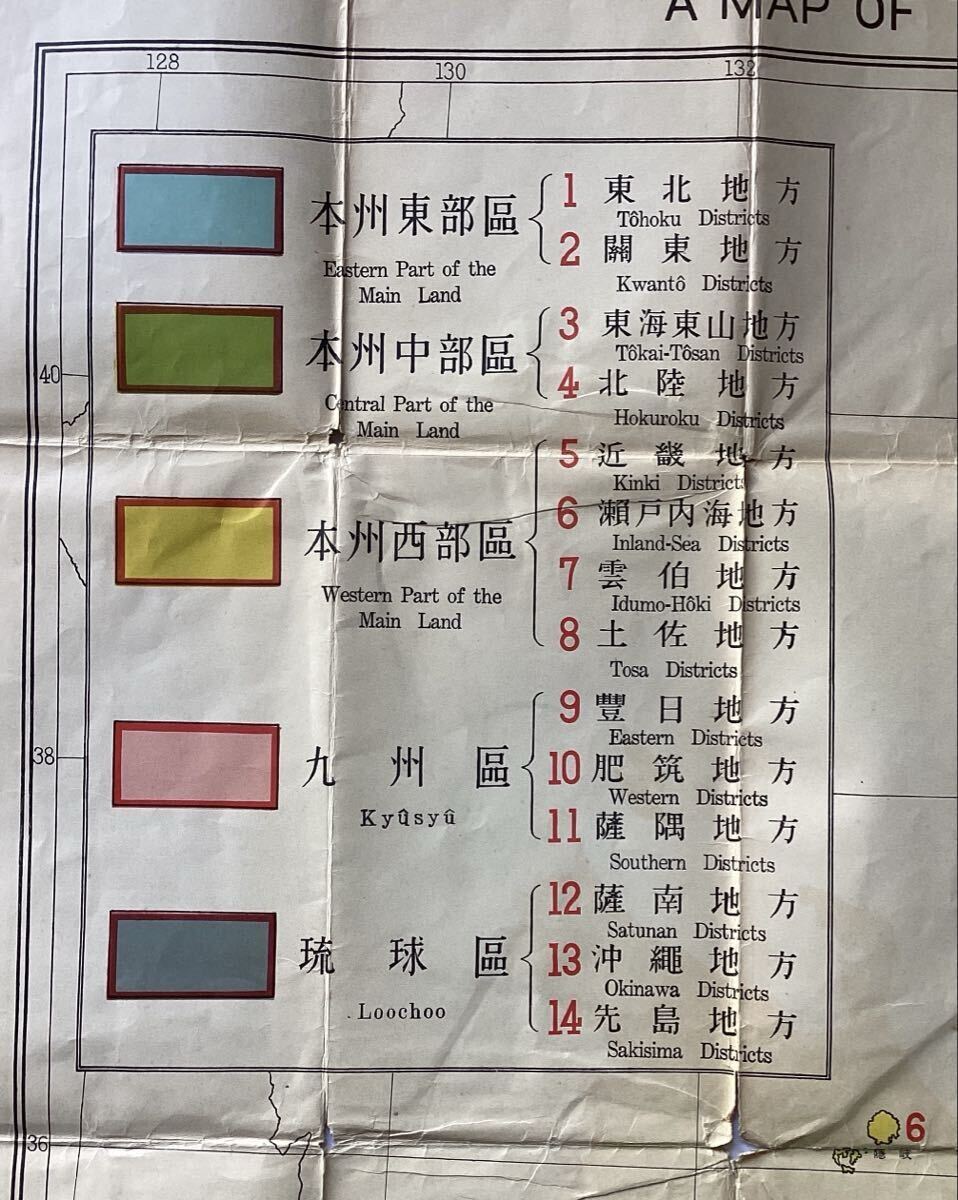 A MAP OF
128 130 132
本州東部區
Eastern Part of the
Main Land
1 東北地方
Tôhoku Districts
2 關東地方
Kwantô Districts
40
本州中部區
Central Part of the
Main Land
3 東海東山地方
Tôkai-Tôsan Districts
4 北陸地方
Hokuroku Districts
本州西部區
Western Part of the
Main Land
5 近畿地方
Kinki Districts
6 瀬戸内海地方
Inland-Sea Districts
7 雲伯地方
Idumo-Hôki Districts
8 土佐地方
Tosa Districts
38
九州區
Kyûsyû
9 豐日地方
Eastern Districts
10 肥筑地方
Western Districts
11 薩隅地方
Southern Districts
琉球區
Loochoo
12 薩南地方
Satunan Districts
13 沖繩地方
Okinawa Districts
14 先島地方
Sakisima Districts
36
6
隱岐